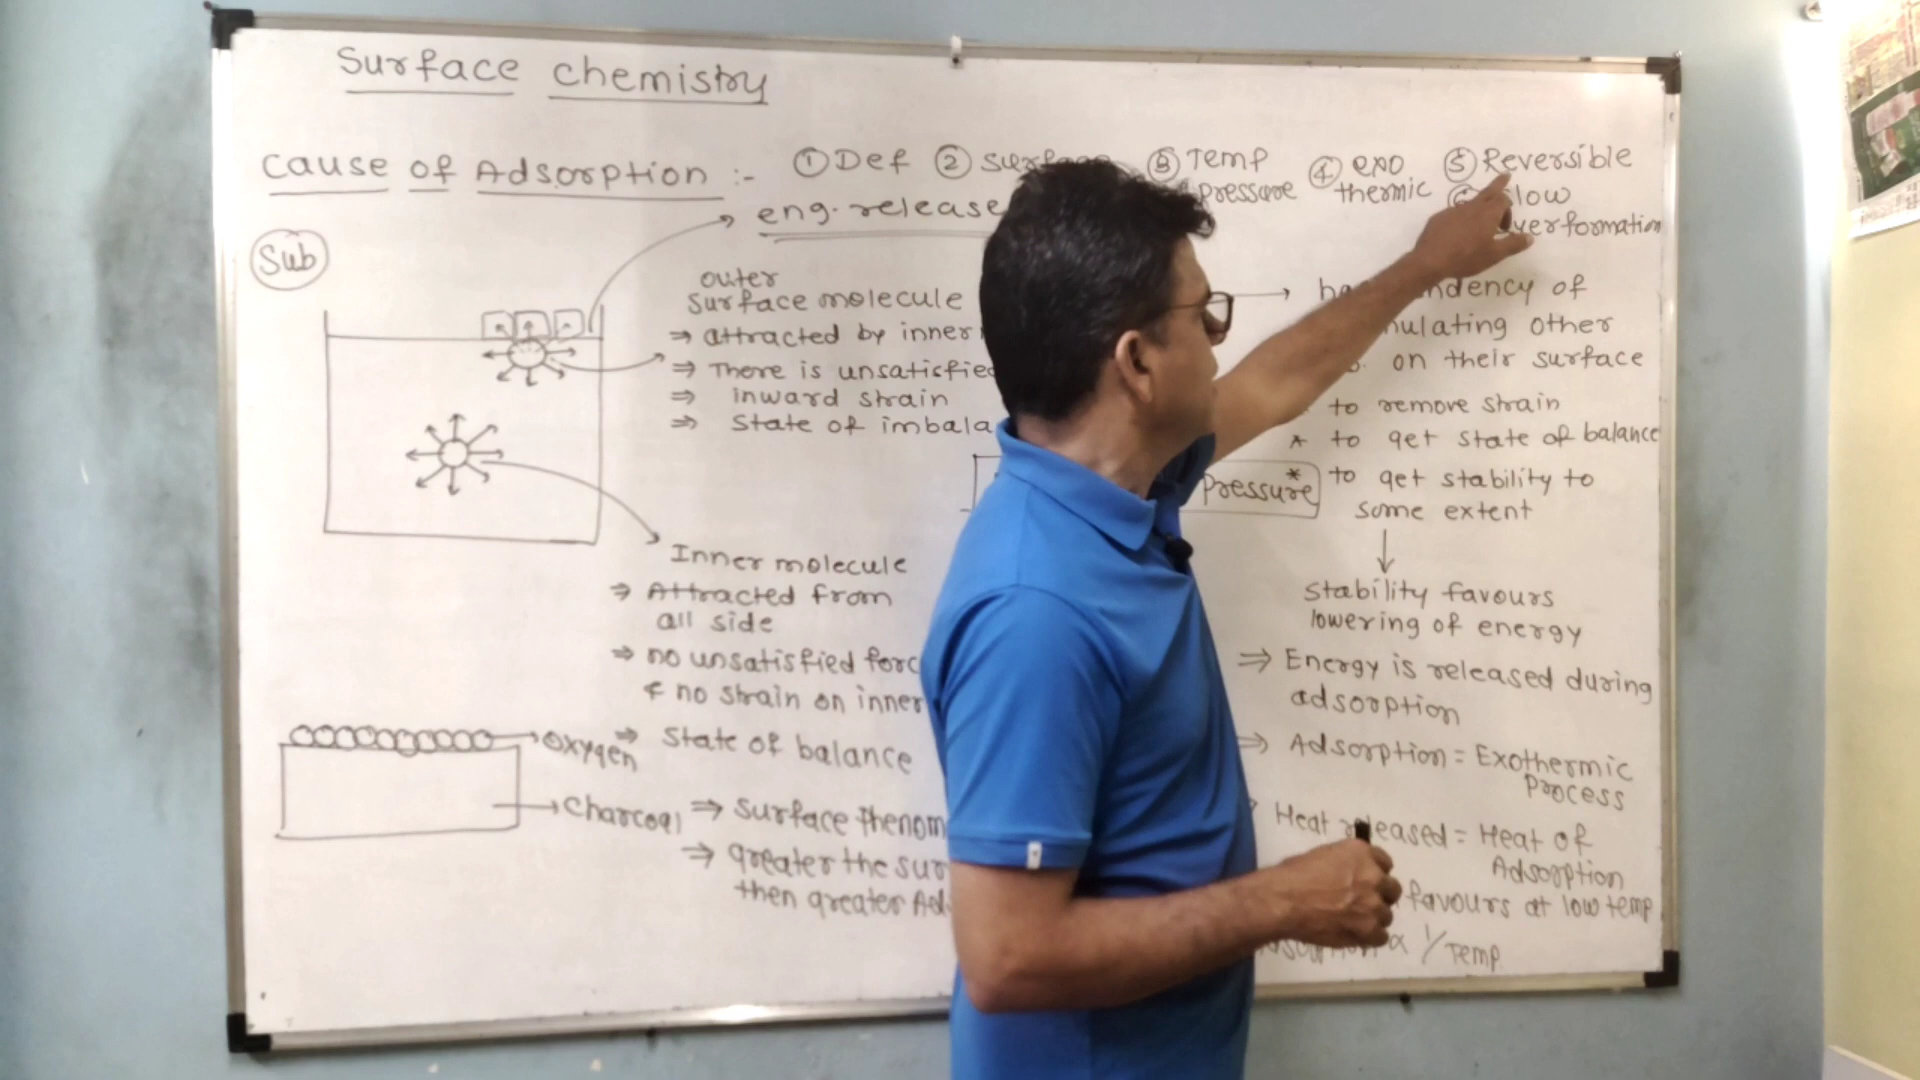 Surface chemistry
Cause of Adsorption :-
① Def ② Surface ③ Temp ④ exo ⑤ Reversible
pressure thermic ⑥ slow
eng. release
formation
Sub
outer
Surface molecule
⇒ attracted by inner
⇒ There is unsatisfied
⇒ inward strain
⇒ State of
Inner molecule
⇒ Attracted from
all side
⇒ no unsatisfied
& no strain on inner
⇒ State of balance
oxygen
Charcoal
⇒ Surface
⇒ greater the
then greater
of
other
on their surface
to remove strain
* to get state of balance
* to get stability to
some extent
Pressure
↓
Stability favours
lowering of energy
⇒ Energy is released during
adsorption
⇒ Adsorption = Exothermic
Process
Heat released = Heat of
Adsorption
favours at low temp
∝ 1/Temp